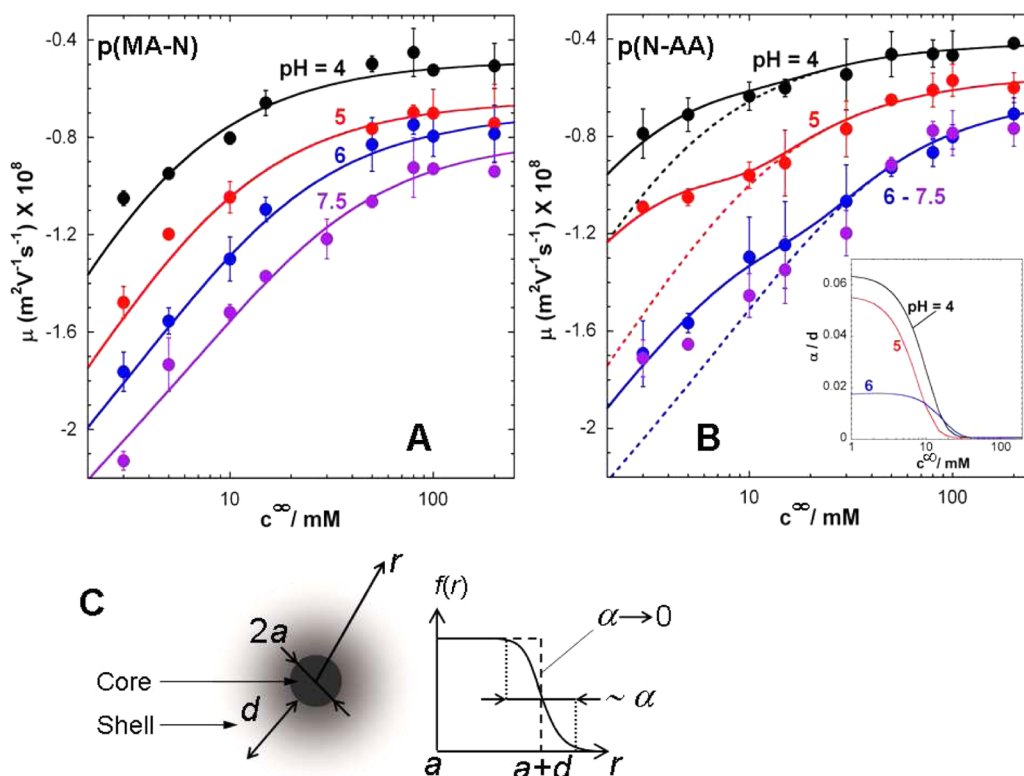 p(MA-N)
pH = 4
5
6
7.5
A
μ (m²V⁻¹s⁻¹) X 10⁸
-0.4
-0.8
-1.2
-1.6
-2
10
100
c∞/ mM
p(N-AA)
pH = 4
5
6 - 7.5
B
μ (m²V⁻¹s⁻¹) X 10⁸
-0.4
-0.8
-1.2
-1.6
-2
10
100
c∞/ mM
α / d
0.06
0.04
0.02
0
pH = 4
5
6
1
10
100
c∞/ mM
C
r
2a
Core
Shell
d
f(r)
α→0
~ α
a
a+d
r